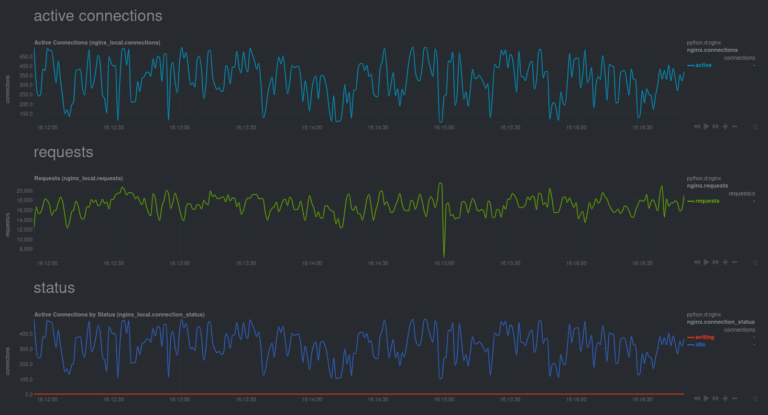 active connections
Active Connections (nginx_local.connections)
python.d:nginx
nginx.connections
connections
active
connections
450.0
400.0
350.0
300.0
250.0
200.0
150.0
16:12:00
16:12:30
16:13:00
16:13:30
16:14:00
16:14:30
16:15:00
16:15:30
16:16:00
16:16:30
requests
Requests (nginx_local.requests)
python.d:nginx
nginx.requests
requests/s
requests
requests/s
20,000
18,000
16,000
14,000
12,000
10,000
8,000
16:12:00
16:12:30
16:13:00
16:13:30
16:14:00
16:14:30
16:15:00
16:15:30
16:16:00
16:16:30
status
Active Connections by Status (nginx_local.connection_status)
python.d:nginx
nginx.connection_status
connections
writing
idle
connections
400.0
300.0
200.0
100.0
0.0
16:12:00
16:12:30
16:13:00
16:13:30
16:14:00
16:14:30
16:15:00
16:15:30
16:16:00
16:16:30